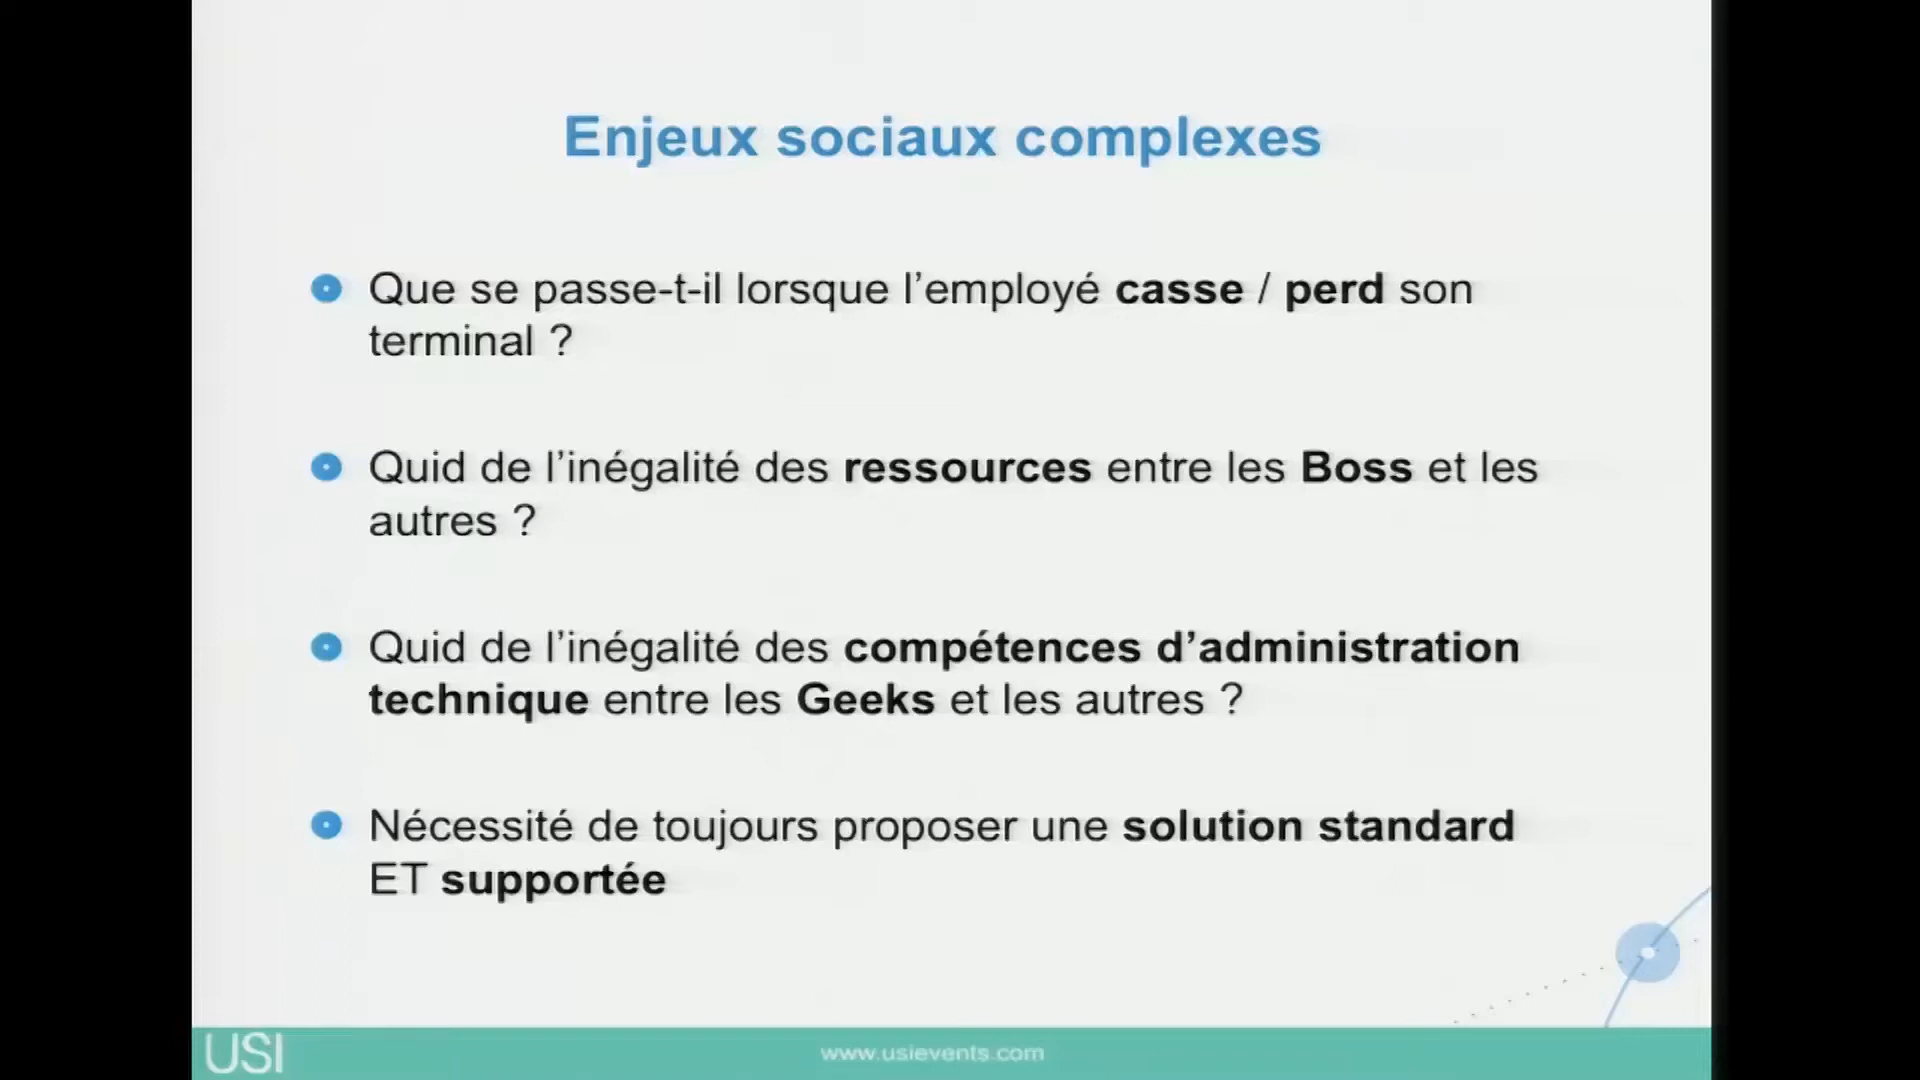 Enjeux sociaux complexes
Que se passe-t-il lorsque l’employé casse / perd son
terminal ?
Quid de l’inégalité des ressources entre les Boss et les
autres ?
Quid de l’inégalité des compétences d’administration
technique entre les Geeks et les autres ?
Nécessité de toujours proposer une solution standard
ET supportée
USI
www.usievents.com